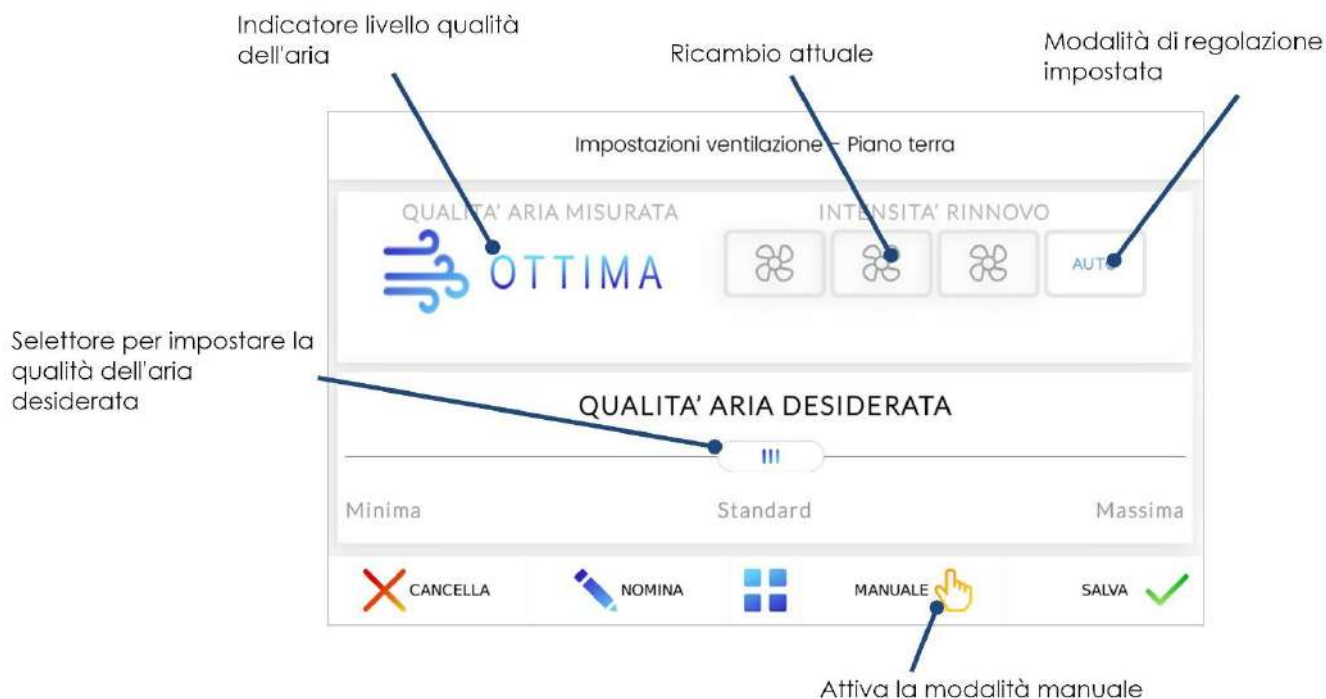 Indicatore livello qualità
dell'aria
Ricambio attuale
Modalità di regolazione
impostata
Impostazioni ventilazione - Piano terra
QUALITA' ARIA MISURATA
INTENSITA' RINNOVO
OTTIMA
AUTO
Selettore per impostare la
qualità dell'aria
desiderata
QUALITA' ARIA DESIDERATA
Minima
Standard
Massima
CANCELLA
NOMINA
MANUALE
SALVA
Attiva la modalità manuale